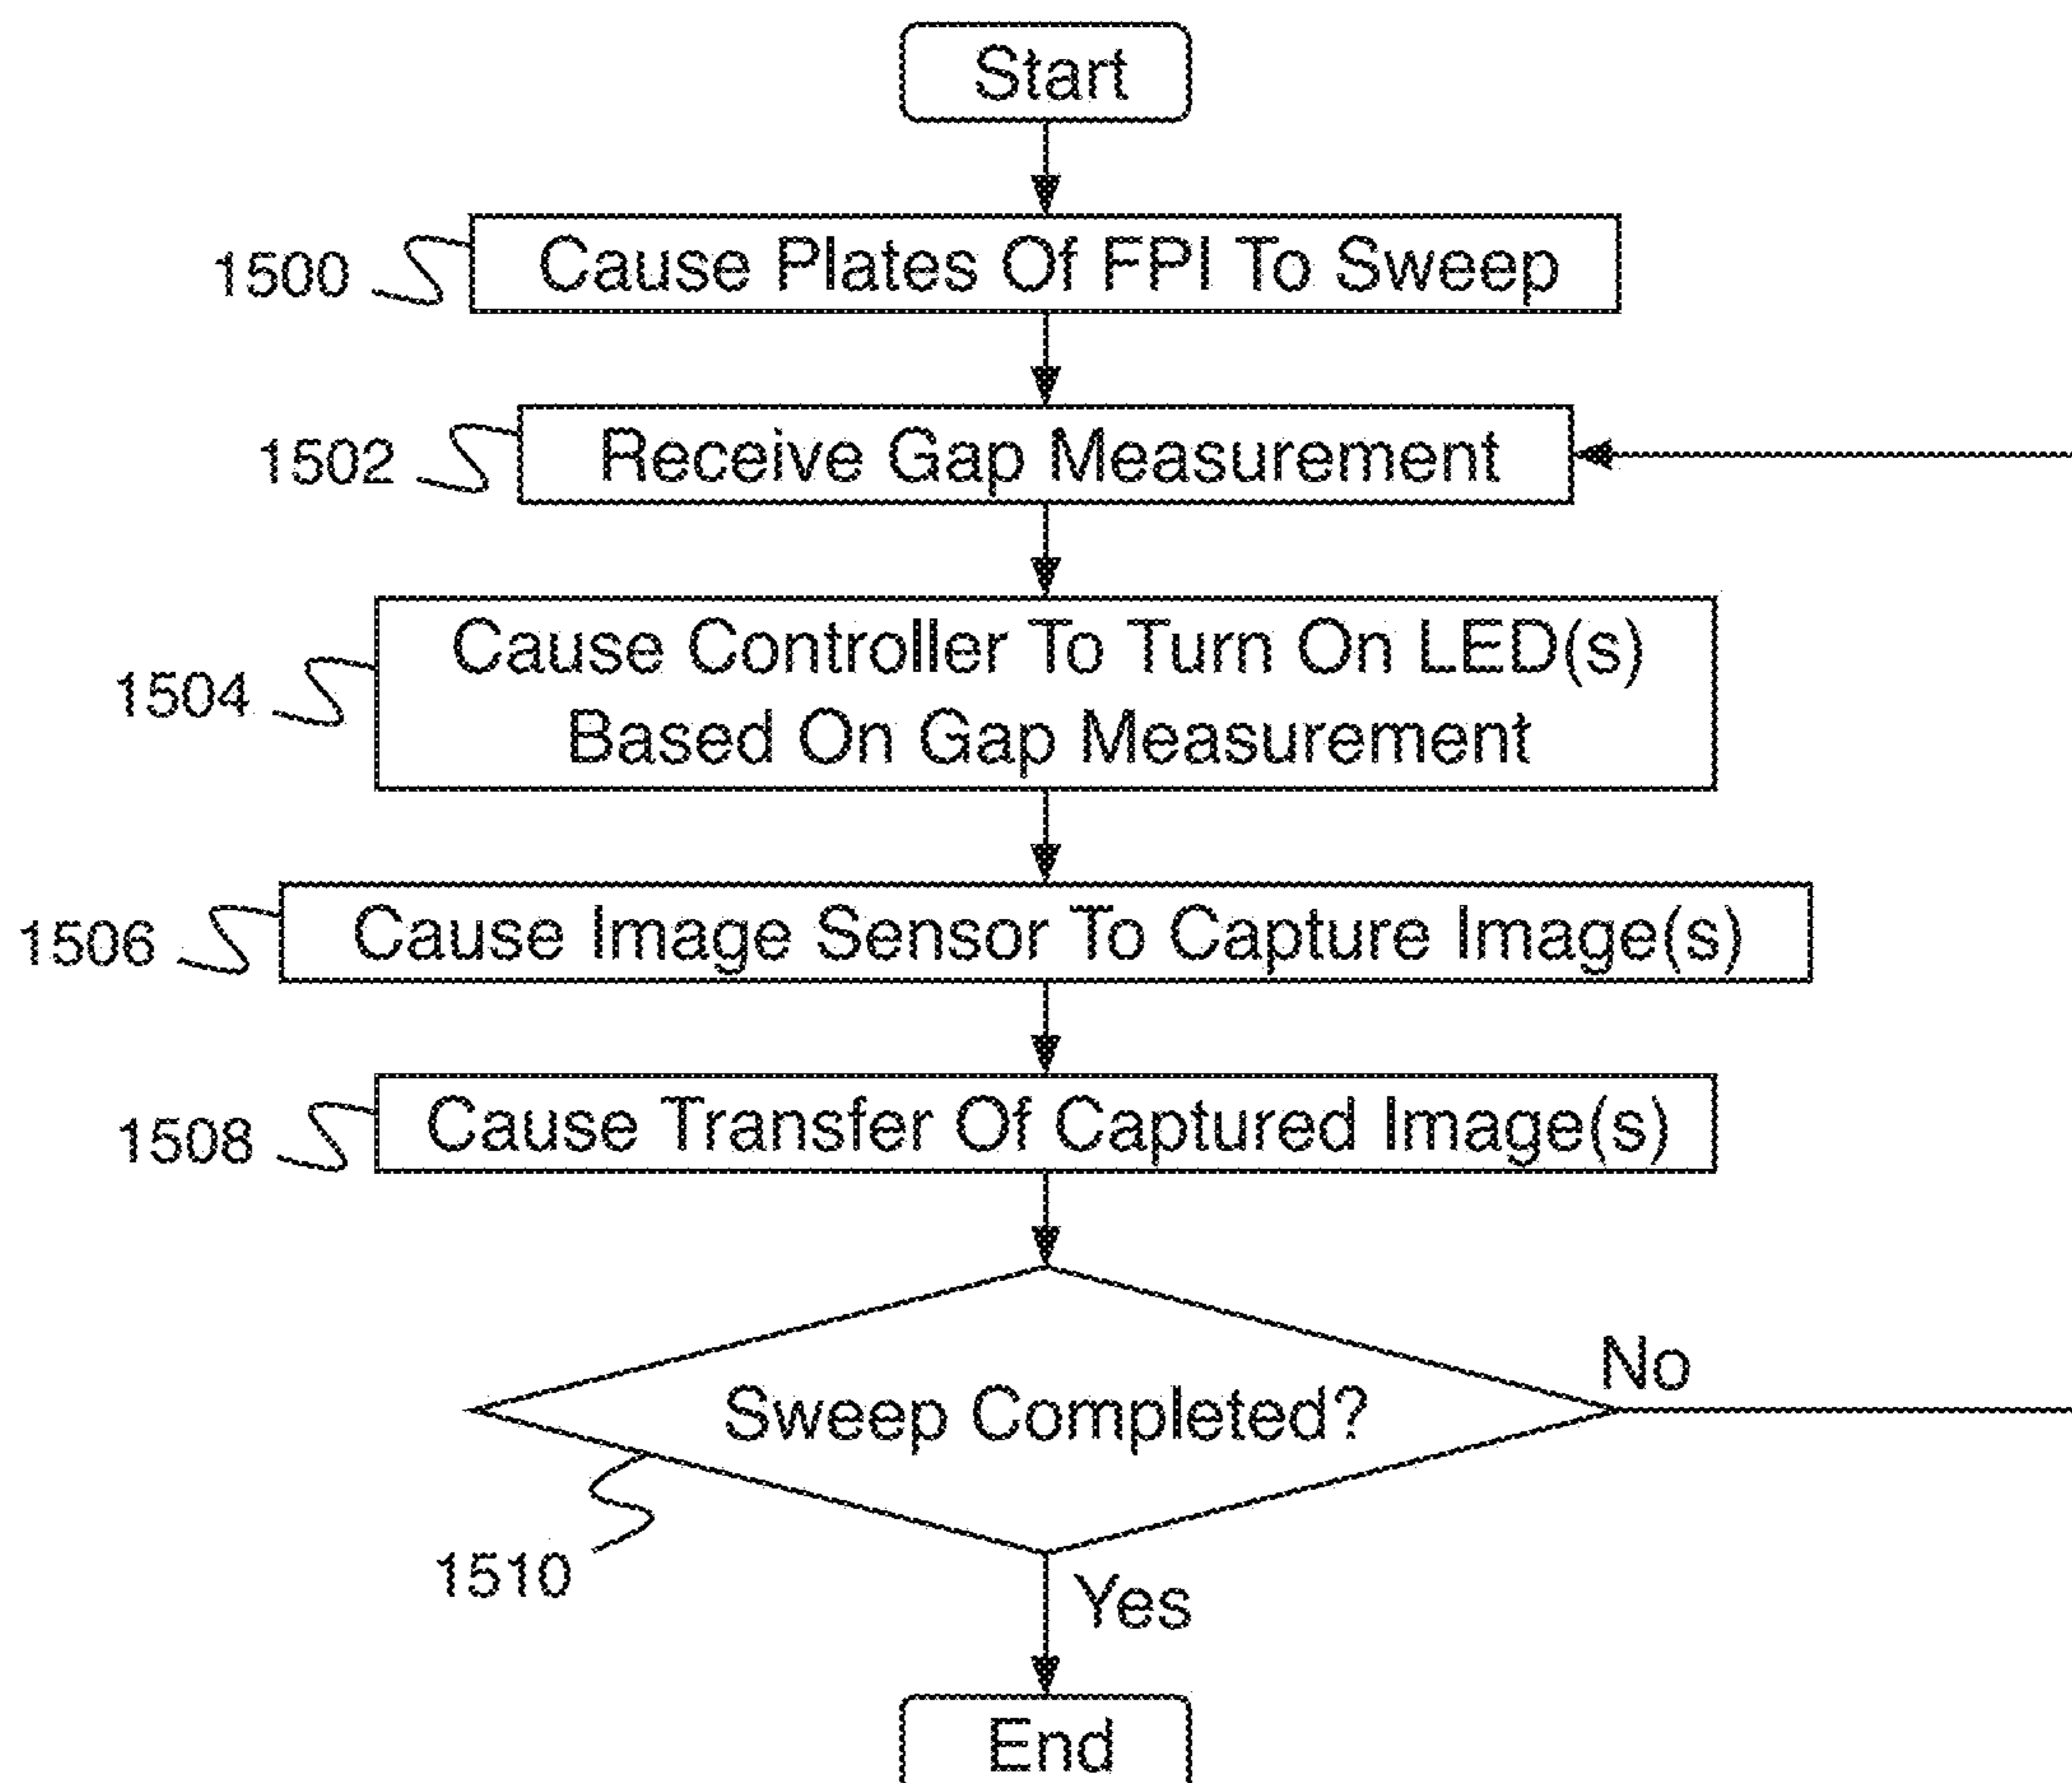 Start
1500
Cause Plates Of FPI To Sweep
1502
Receive Gap Measurement
1504
Cause Controller To Turn On LED(s)
Based On Gap Measurement
1506
Cause Image Sensor To Capture Image(s)
1508
Cause Transfer Of Captured Image(s)
No
Sweep Completed?
1510
Yes
End